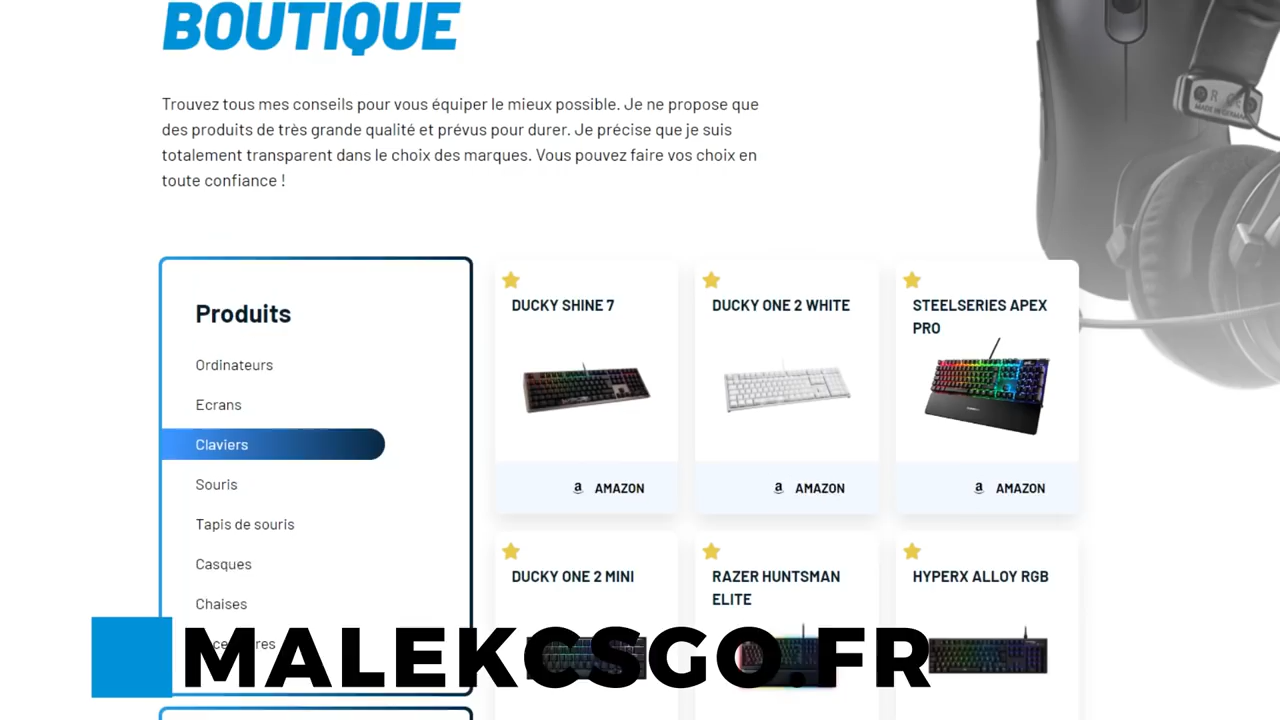 BOUTIQUE
Trouvez tous mes conseils pour vous équiper le mieux possible. Je ne propose que
des produits de très grande qualité et prévus pour durer. Je précise que je suis
totalement transparent dans le choix des marques. Vous pouvez faire vos choix en
toute confiance !
Produits
Ordinateurs
Ecrans
Claviers
Souris
Tapis de souris
Casques
Chaises
DUCKY SHINE 7
AMAZON
DUCKY ONE 2 WHITE
AMAZON
STEELSERIES APEX
PRO
AMAZON
DUCKY ONE 2 MINI
RAZER HUNTSMAN
ELITE
HYPERX ALLOY RGB
MALEKCSGO.FR
MADE IN GERMANY